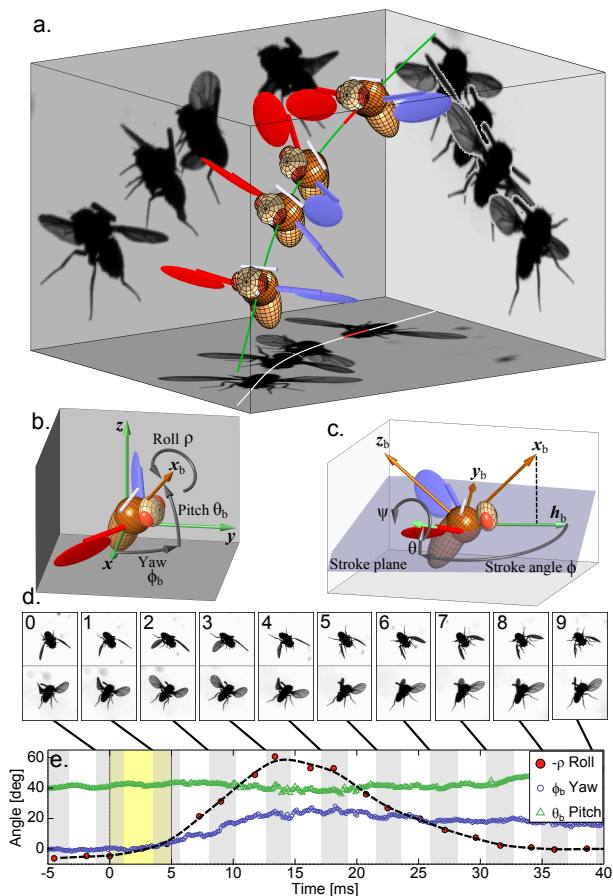 a.
b.
z
Roll ρ
x_b
Pitch θ_b
y
x
Yaw
ϕ_b
c.
z_b
y_b
x_b
ψ
h_b
θ
Stroke plane
Stroke angle ϕ
d.
0 1 2 3 4 5 6 7 8 9
e.
60
40
20
0
Angle [deg]
-ρ Roll
ϕ_b Yaw
θ_b Pitch
-5 0 5 10 15 20 25 30 35 40
Time [ms]